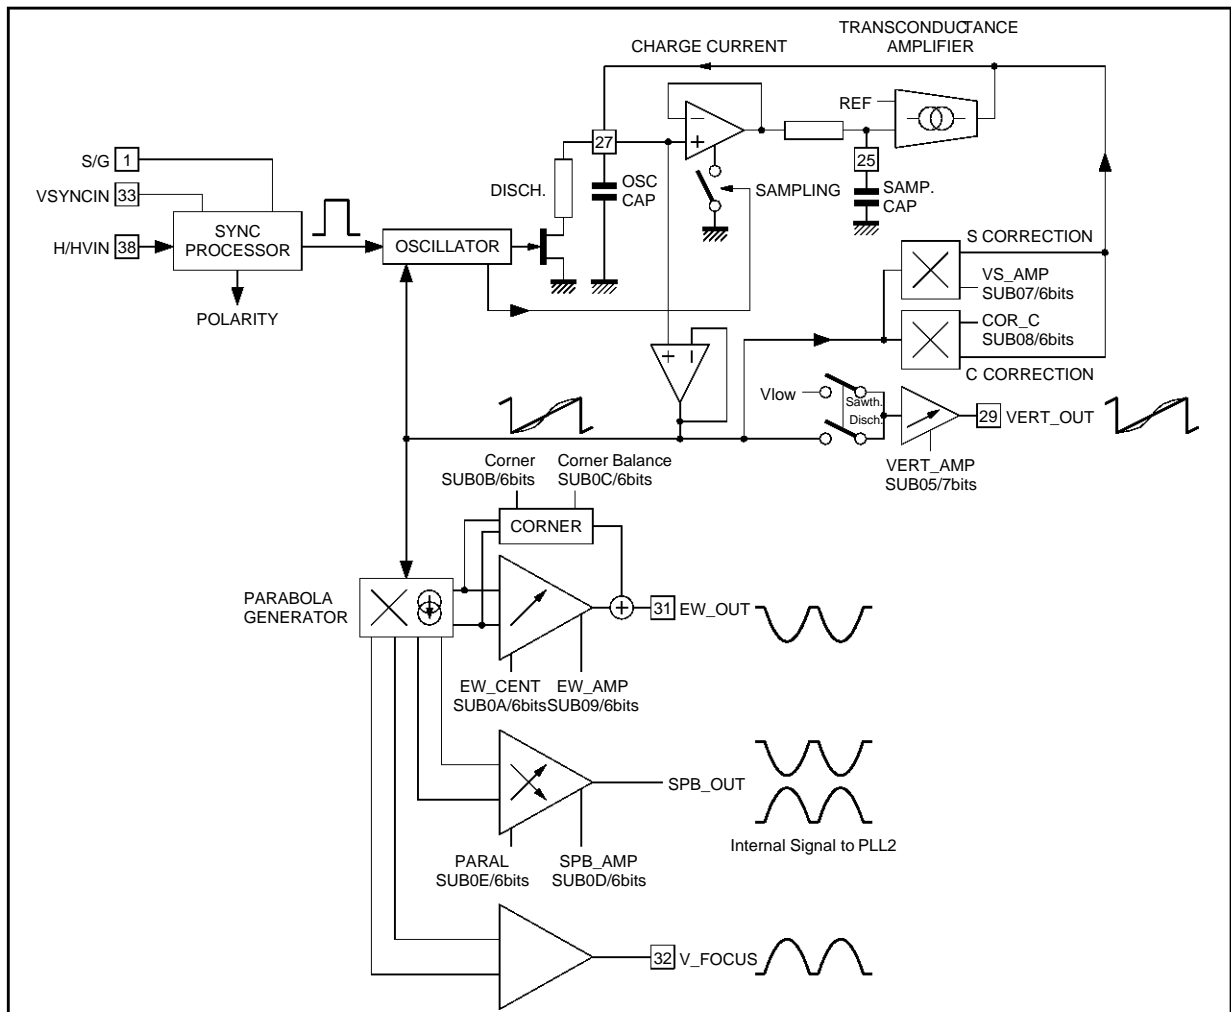 TRANSCONDUCTANCE
AMPLIFIER
CHARGE CURRENT
REF
27
25
S/G 1
VSYNCIN 33
H/HVIN 38
SYNC
PROCESSOR
POLARITY
OSCILLATOR
DISCH.
OSC
CAP
SAMPLING
SAMP.
CAP
S CORRECTION
VS_AMP
SUB07/6bits
COR_C
SUB08/6bits
C CORRECTION
Vlow
Sawth.
Disch.
29 VERT_OUT
VERT_AMP
SUB05/7bits
Corner
SUB0B/6bits
Corner Balance
SUB0C/6bits
CORNER
PARABOLA
GENERATOR
31 EW_OUT
EW_CENT
SUB0A/6bits
EW_AMP
SUB09/6bits
SPB_OUT
Internal Signal to PLL2
PARAL
SUB0E/6bits
SPB_AMP
SUB0D/6bits
32 V_FOCUS